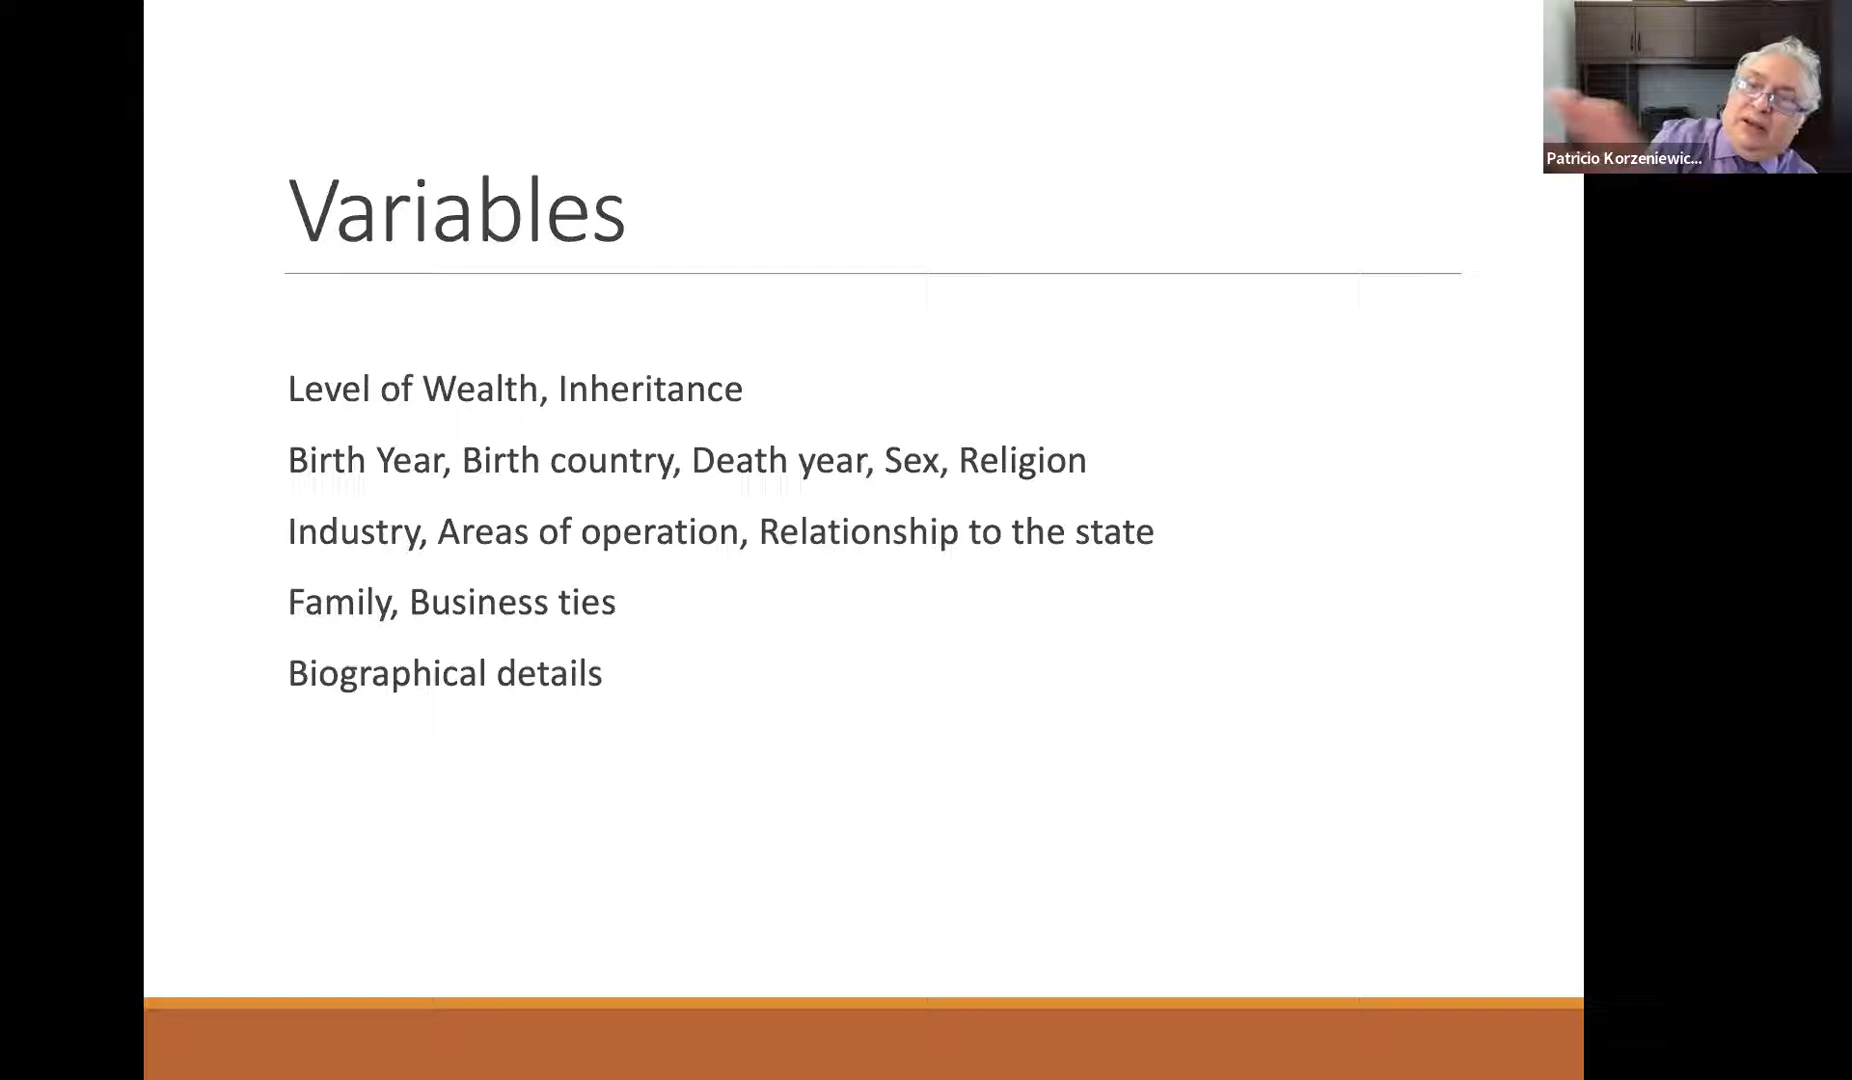 Patricio Korzeniewic...
Variables
Level of Wealth, Inheritance
Birth Year, Birth country, Death year, Sex, Religion
Industry, Areas of operation, Relationship to the state
Family, Business ties
Biographical details